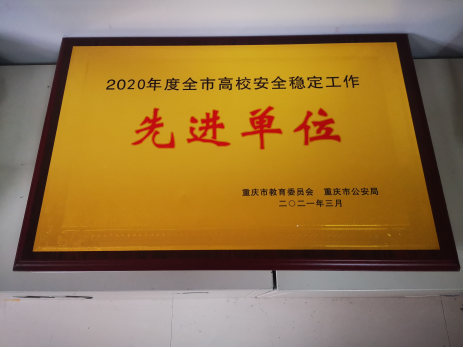 2020年度全市高校安全稳定工作
先进单位
重庆市教育委员会 重庆市公安局
二〇二一年三月